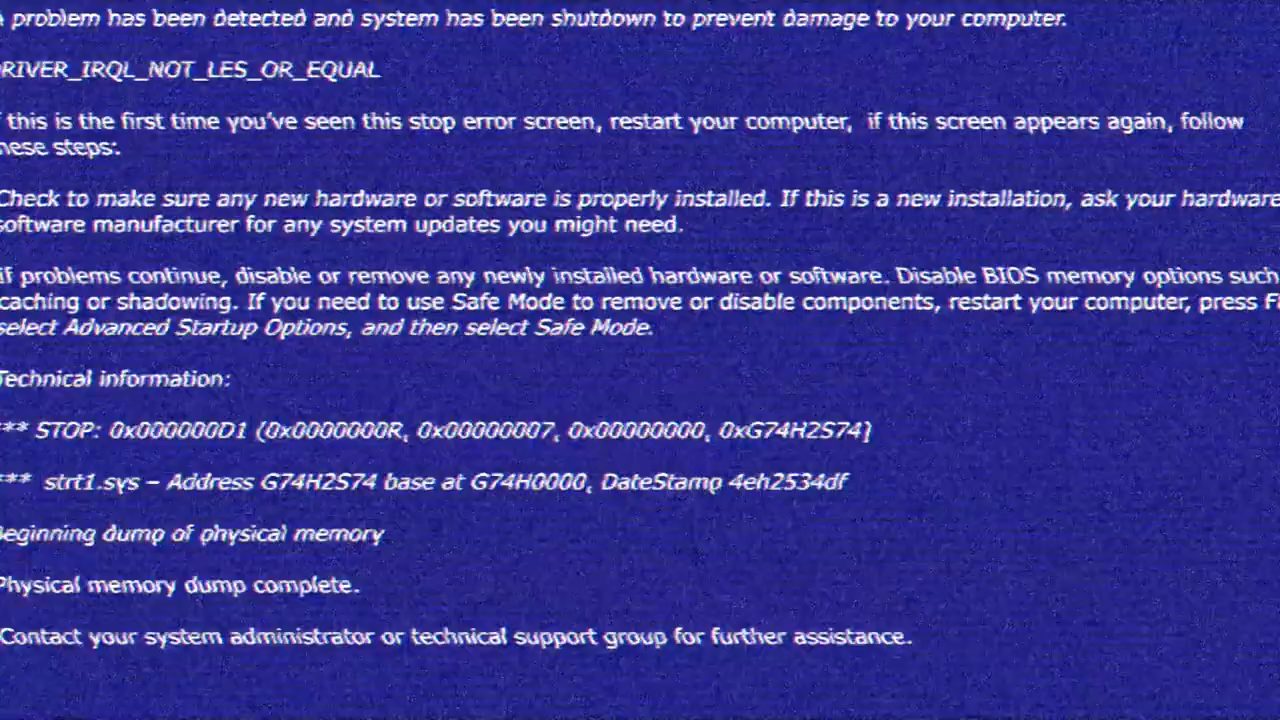 A problem has been detected and system has been shutdown to prevent damage to your computer.
RIVER_IRQL_NOT_LES_OR_EQUAL
this is the first time you've seen this stop error screen, restart your computer, if this screen appears again, follow
hese steps:
Check to make sure any new hardware or software is properly installed. If this is a new installation, ask your hardware
software manufacturer for any system updates you might need.
If problems continue, disable or remove any newly installed hardware or software. Disable BIOS memory options such
caching or shadowing. If you need to use Safe Mode to remove or disable components, restart your computer, press F
select Advanced Startup Options, and then select Safe Mode.
Technical information:
*** STOP: 0x000000D1 (0x0000000R, 0x00000007, 0x00000000, 0xG74H2S74)
*** strt1.sys – Address G74H2S74 base at G74H0000, DateStamp 4eh2534df
Beginning dump of physical memory
Physical memory dump complete.
Contact your system administrator or technical support group for further assistance.